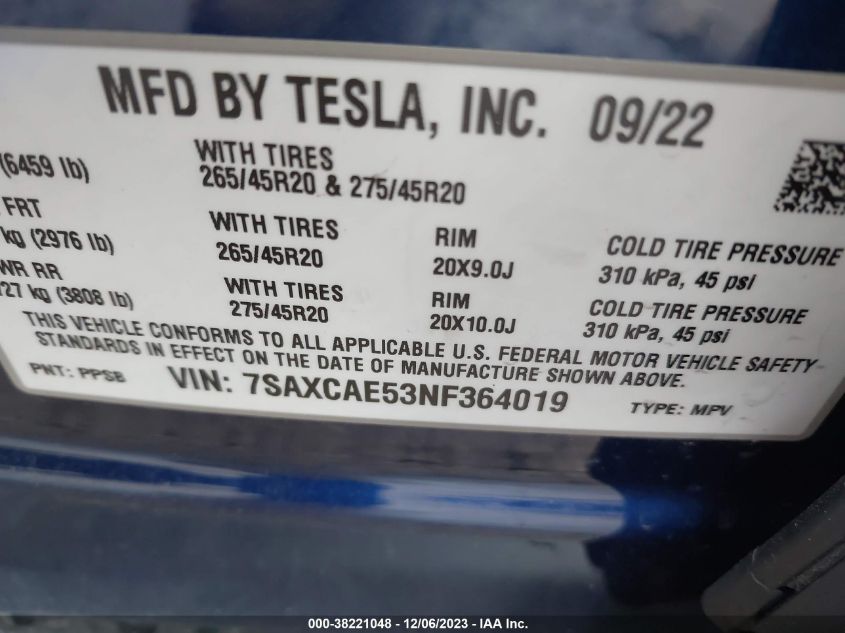 MFD BY TESLA, INC. 09/22
(6459 lb) WITH TIRES
265/45R20 & 275/45R20
FRT WITH TIRES RIM COLD TIRE PRESSURE
kg (2976 lb) 265/45R20 20X9.0J 310 kPa, 45 psi
WR RR WITH TIRES RIM COLD TIRE PRESSURE
727 kg (3808 lb) 275/45R20 20X10.0J 310 kPa, 45 psi
THIS VEHICLE CONFORMS TO ALL APPLICABLE U.S. FEDERAL MOTOR VEHICLE SAFETY
STANDARDS IN EFFECT ON THE DATE OF MANUFACTURE SHOWN ABOVE.
PNT: PPSB VIN: 7SAXCAE53NF364019 TYPE: MPV
000-38221048 - 12/06/2023 - IAA Inc.